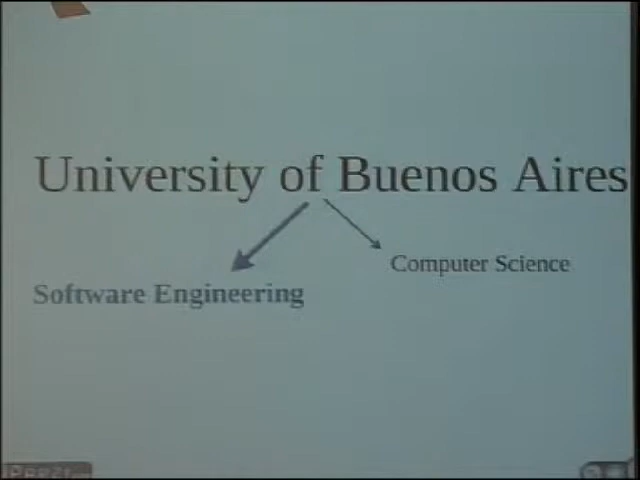 University of Buenos Aires
Computer Science
Software Engineering